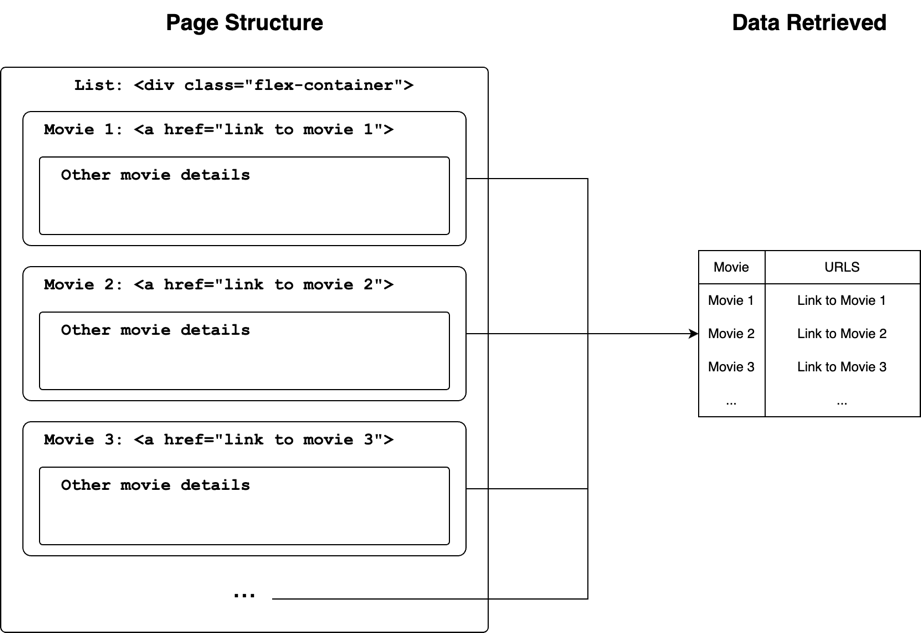 Page Structure
Data Retrieved
List: <div class="flex-container">
Movie 1: <a href="link to movie 1">
Other movie details
Movie 2: <a href="link to movie 2">
Other movie details
Movie 3: <a href="link to movie 3">
Other movie details
...
Movie URLS
Movie 1 Link to Movie 1
Movie 2 Link to Movie 2
Movie 3 Link to Movie 3
... ...